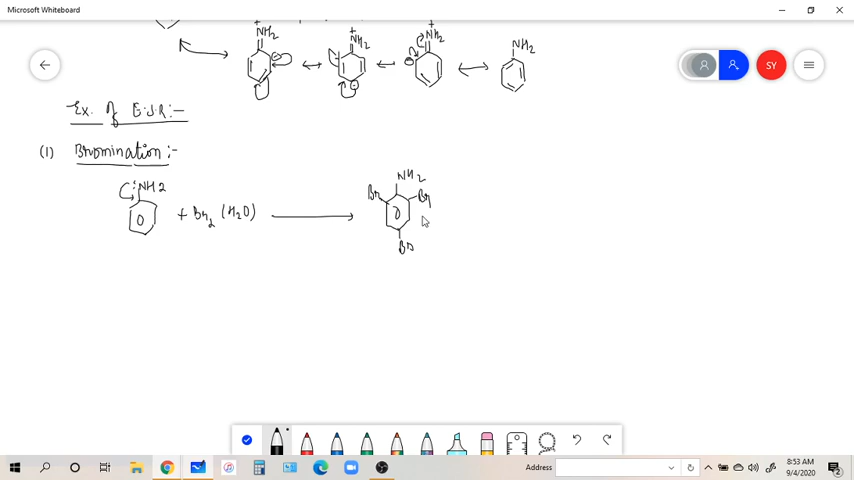 Microsoft Whiteboard
+
NH2
+
NH2
+
NH2
NH2
SY
Ex. of E.S.R:-
(1) Bromination:-
:NH2
+ Br2 (H2O)
NH2
Br
Br
Br
Address
8:53 AM
9/4/2020
2